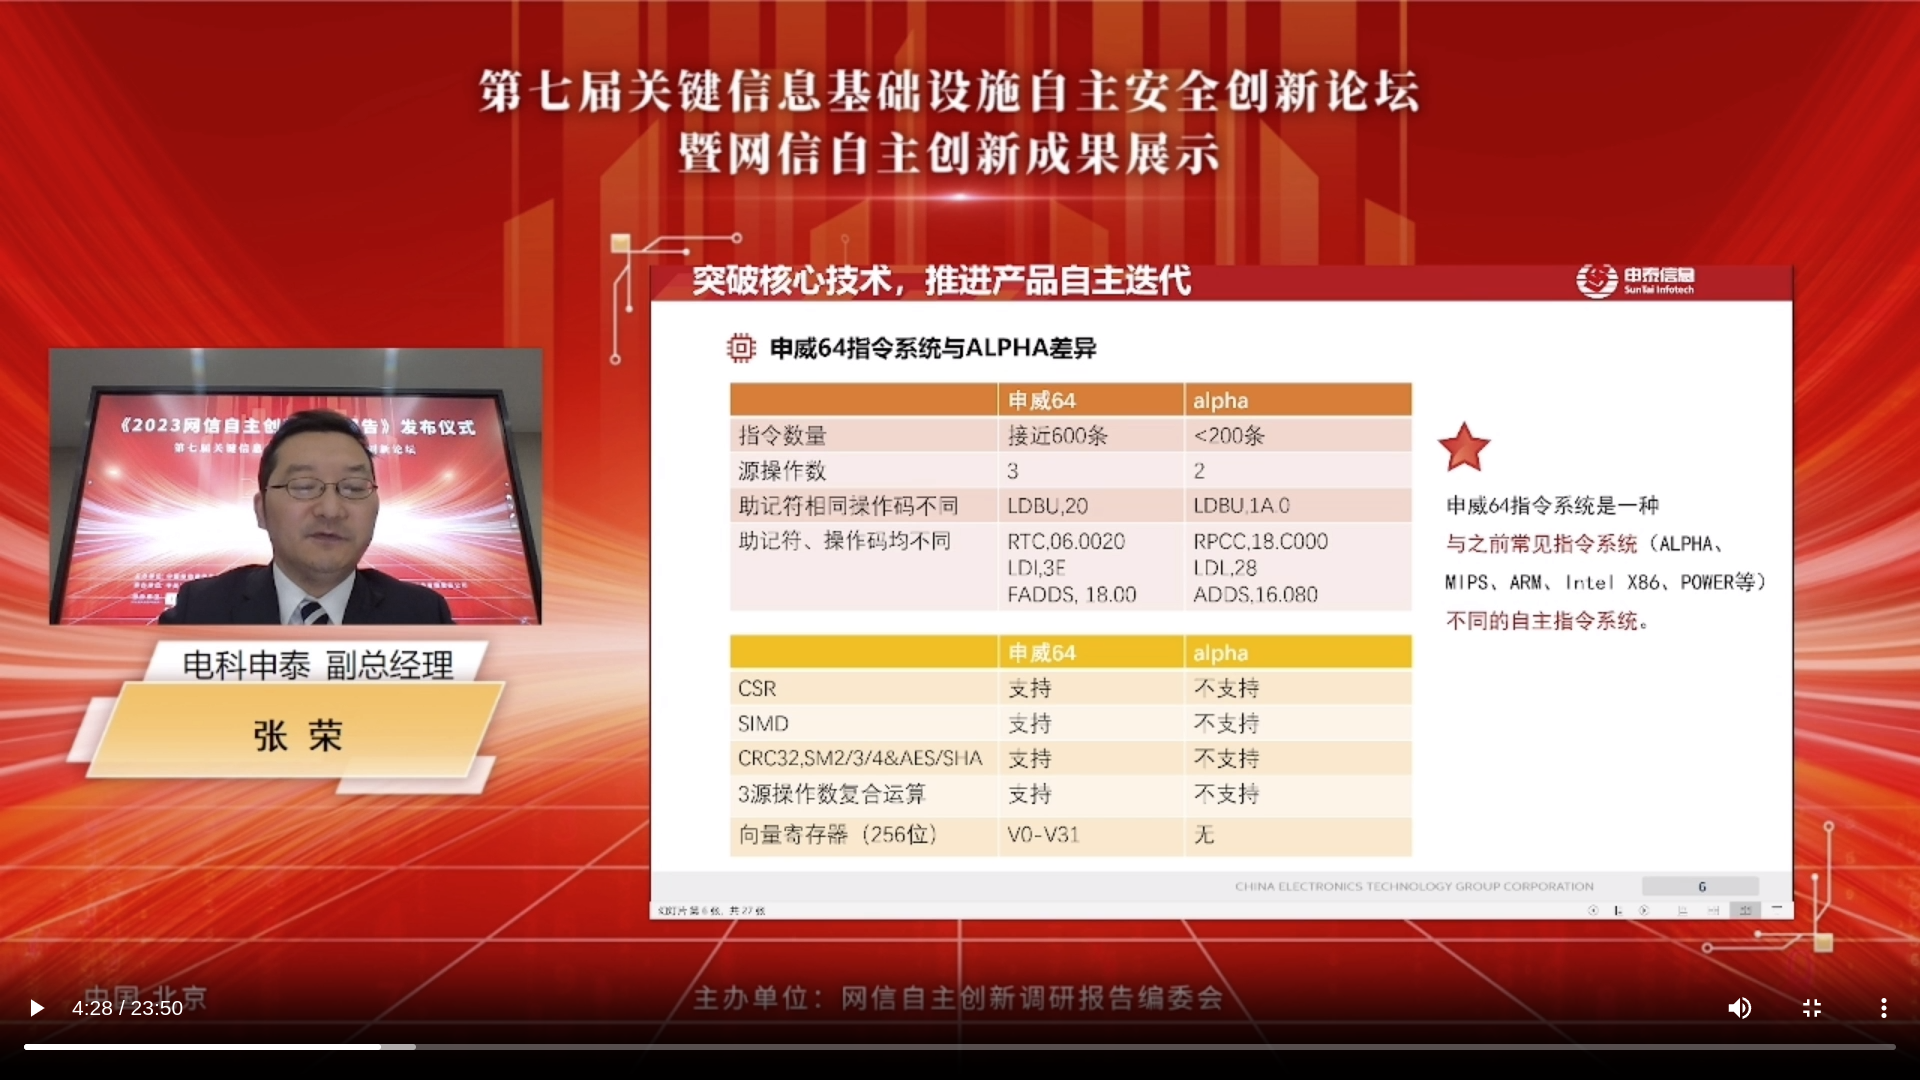 第七届关键信息基础设施自主安全创新论坛
暨网信自主创新成果展示
突破核心技术，推进产品自主迭代
申泰信息
SunTai Infotech
申威64指令系统与ALPHA差异
申威64 alpha
指令数量 接近600条 <200条
源操作数 3 2
助记符相同操作码不同 LDBU,20 LDBU,1A.0
助记符、操作码均不同 RTC,06.0020 RPCC,18.C000
LDI,3E LDL,28
FADDS, 18.00 ADDS,16.080
申威64指令系统是一种
与之前常见指令系统（ALPHA、
MIPS、ARM、Intel X86、POWER等）
不同的自主指令系统。
申威64 alpha
CSR 支持 不支持
SIMD 支持 不支持
CRC32,SM2/3/4&AES/SHA 支持 不支持
3源操作数复合运算 支持 不支持
向量寄存器（256位） V0-V31 无
CHINA ELECTRONICS TECHNOLOGY GROUP CORPORATION
6
幻灯片第6张，共27张
《2023网信自主创
告》发布仪式
第七届关键信息
创新论坛
电科申泰 副总经理
张 荣
中国 北京
主办单位：网信自主创新调研报告编委会
4:28 / 23:50